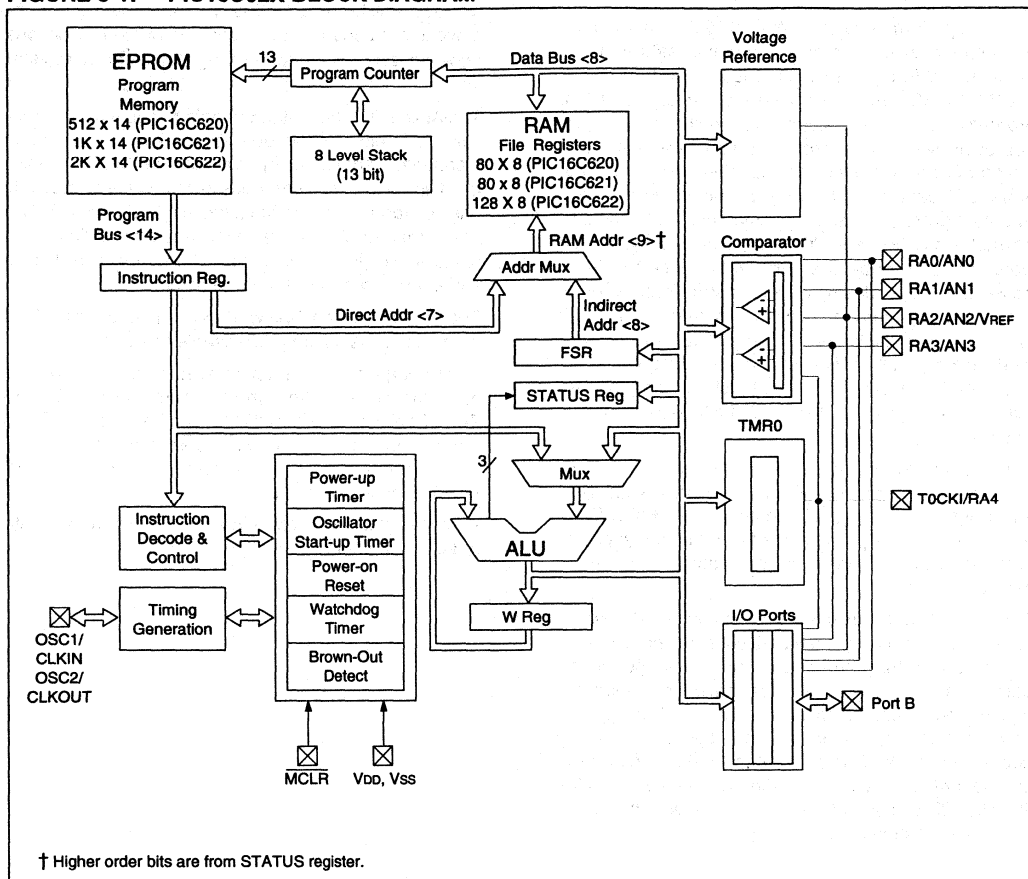 EPROM
Program
Memory
512 x 14 (PIC16C620)
1K x 14 (PIC16C621)
2K X 14 (PIC16C622)
13
Program Counter
8 Level Stack
(13 bit)
Data Bus <8>
RAM
File Registers
80 X 8 (PIC16C620)
80 x 8 (PIC16C621)
128 X 8 (PIC16C622)
Voltage
Reference
Program
Bus <14>
RAM Addr <9> †
Instruction Reg.
Addr Mux
Direct Addr <7>
Indirect
Addr <8>
FSR
STATUS Reg
Comparator
RA0/AN0
RA1/AN1
RA2/AN2/VREF
RA3/AN3
TMR0
T0CKI/RA4
3
Mux
ALU
W Reg
Instruction
Decode &
Control
Timing
Generation
Power-up
Timer
Oscillator
Start-up Timer
Power-on
Reset
Watchdog
Timer
Brown-Out
Detect
OSC1/
CLKIN
OSC2/
CLKOUT
MCLR
VDD, VSS
I/O Ports
Port B
† Higher order bits are from STATUS register.